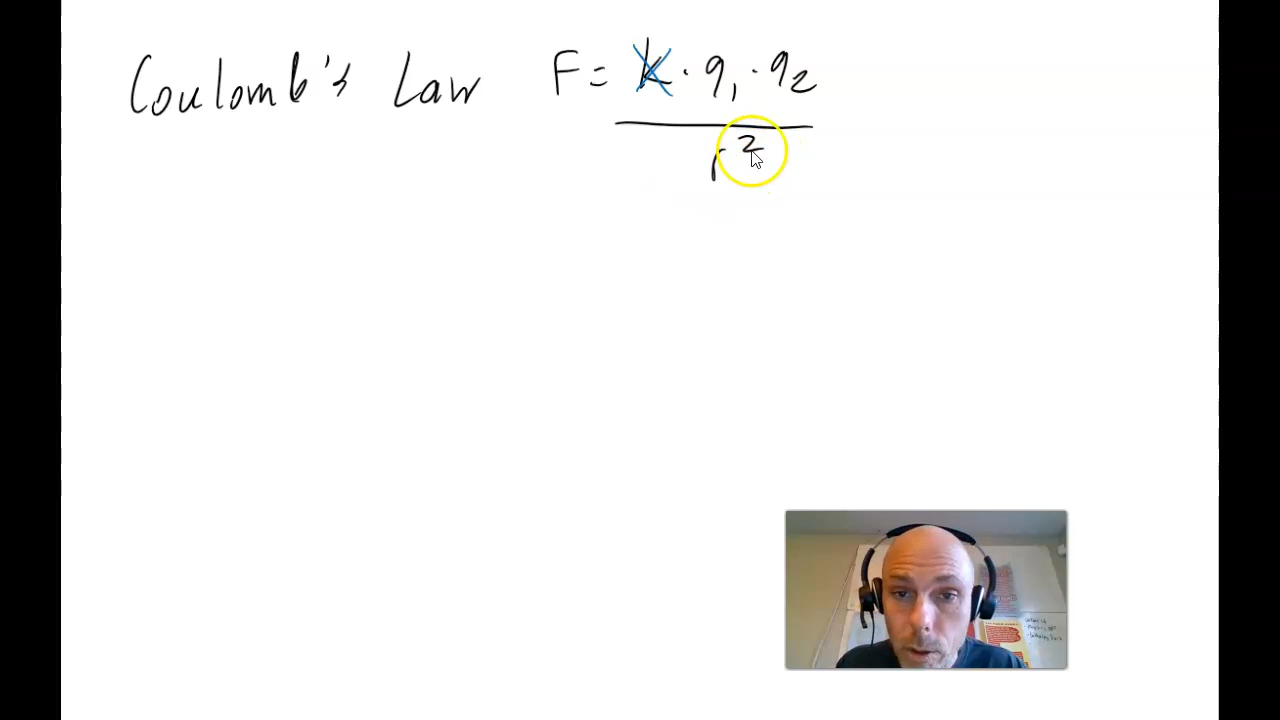 Coulomb's Law F = k · q₁ · q₂
r²